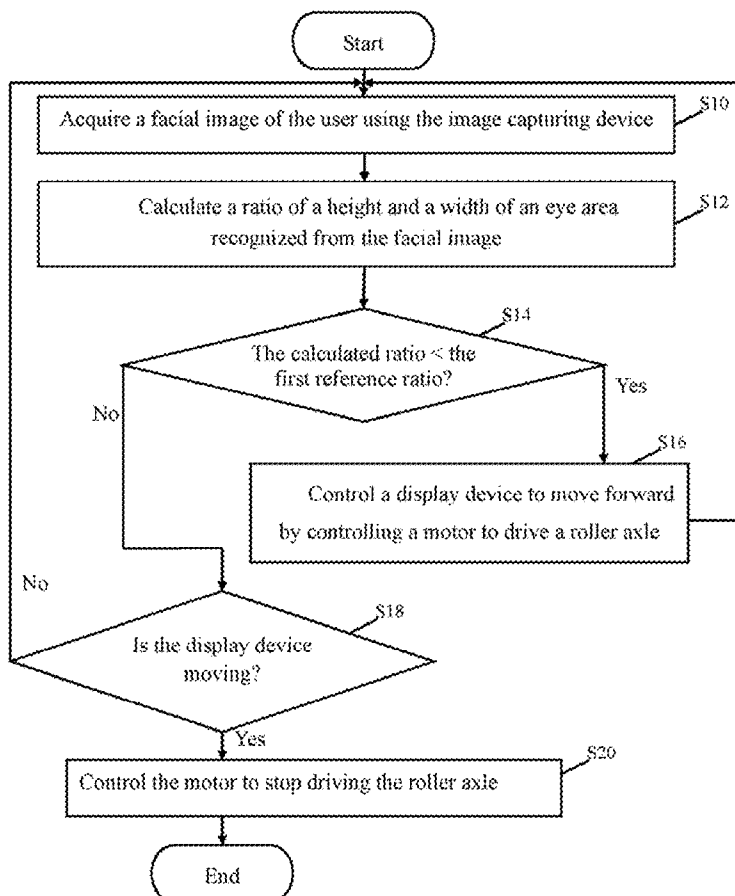 Start
S10
Acquire a facial image of the user using the image capturing device
S12
Calculate a ratio of a height and a width of an eye area
recognized from the facial image
S14
The calculated ratio < the
first reference ratio?
Yes
No
S16
Control a display device to move forward
by controlling a motor to drive a roller axle
No
S18
Is the display device
moving?
Yes
S20
Control the motor to stop driving the roller axle
End